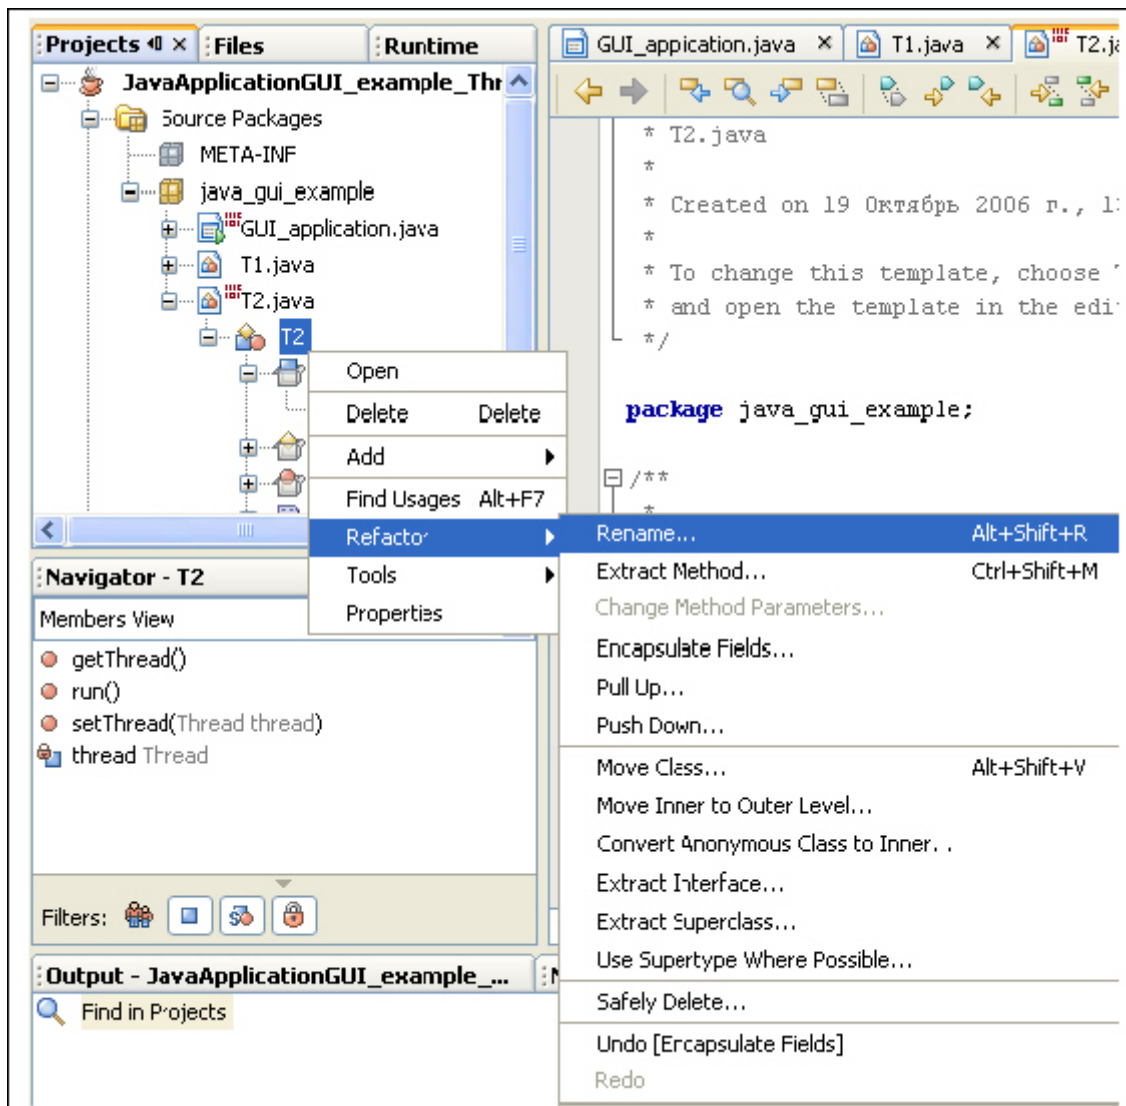 Projects
Files
Runtime
JavaApplicationGUI_example_Thr
Source Packages
META-INF
java_gui_example
GUI_application.java
T1.java
T2.java
T2
Open
Delete Delete
Add
Find Usages Alt+F7
Refactor
Tools
Properties
Navigator - T2
Members View
getThread()
run()
setThread(Thread thread)
thread Thread
Filters:
Output - JavaApplicationGUI_example_...
Find in Projects
GUI_appication.java
T1.java
* T2.java
*
* Created on 19 Октябрь 2006 г.,
*
* To change this template, choose
* and open the template in the
*/
package java_gui_example;
/**
*
Rename... Alt+Shift+R
Extract Method... Ctrl+Shift+M
Change Method Parameters...
Encapsulate Fields...
Pull Up...
Push Down...
Move Class... Alt+Shift+V
Move Inner to Outer Level...
Convert Anonymous Class to Inner...
Extract Interface...
Extract Superclass...
Use Supertype Where Possible...
Safely Delete...
Undo [Encapsulate Fields]
Redo